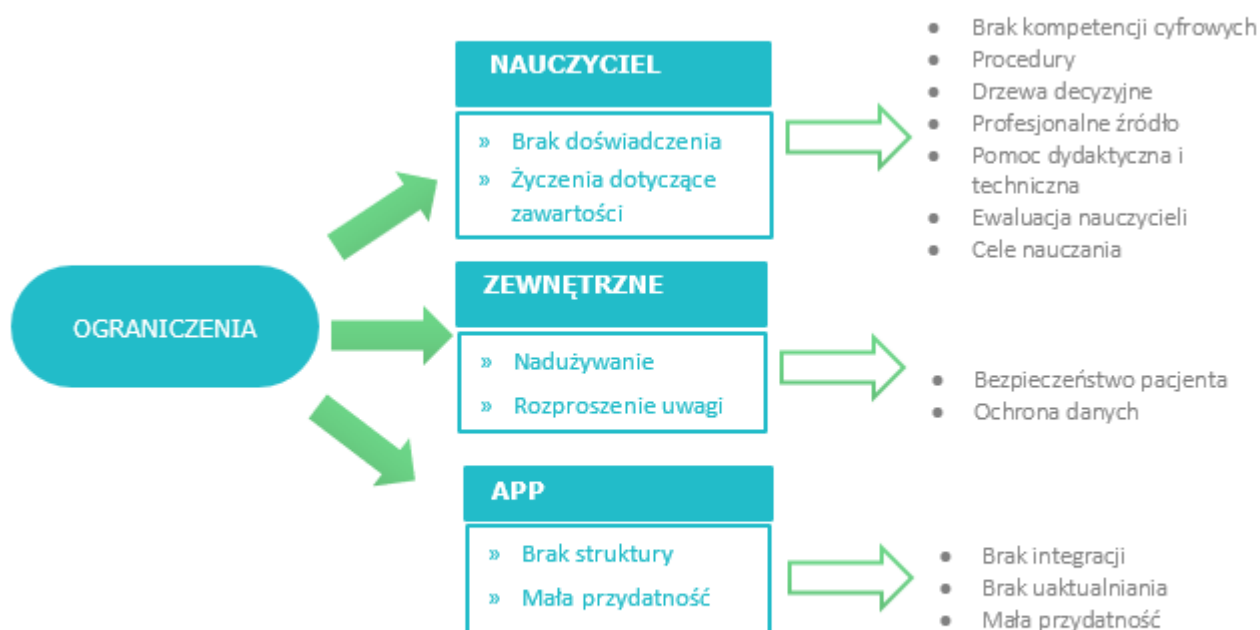 OGRANICZENIA
NAUCZYCIEL
» Brak doświadczenia
» Życzenia dotyczące
zawartości
● Brak kompetencji cyfrowych
● Procedury
● Drzewa decyzyjne
● Profesjonalne źródło
● Pomoc dydaktyczna i
techniczna
● Ewaluacja nauczycieli
● Cele nauczania
ZEWNĘTRZNE
» Nadużywanie
» Rozproszenie uwagi
● Bezpieczeństwo pacjenta
● Ochrona danych
APP
» Brak struktury
» Mała przydatność
● Brak integracji
● Brak uaktualniania
● Mała przydatność